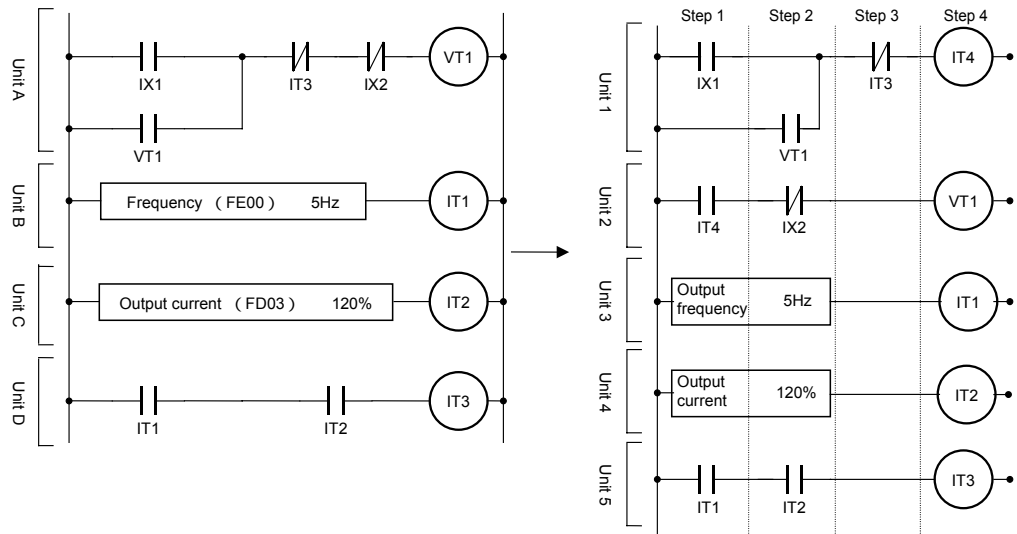 Unit A
IX1
IT3
IX2
VT1
VT1
Unit B
Frequency （FE00） 5Hz
IT1
Unit C
Output current （FD03） 120%
IT2
Unit D
IT1
IT2
IT3
Step 1 Step 2 Step 3 Step 4
Unit 1
IX1
IT3
IT4
VT1
Unit 2
IT4
IX2
VT1
Unit 3
Output
frequency
5Hz
IT1
Unit 4
Output
current
120%
IT2
Unit 5
IT1
IT2
IT3